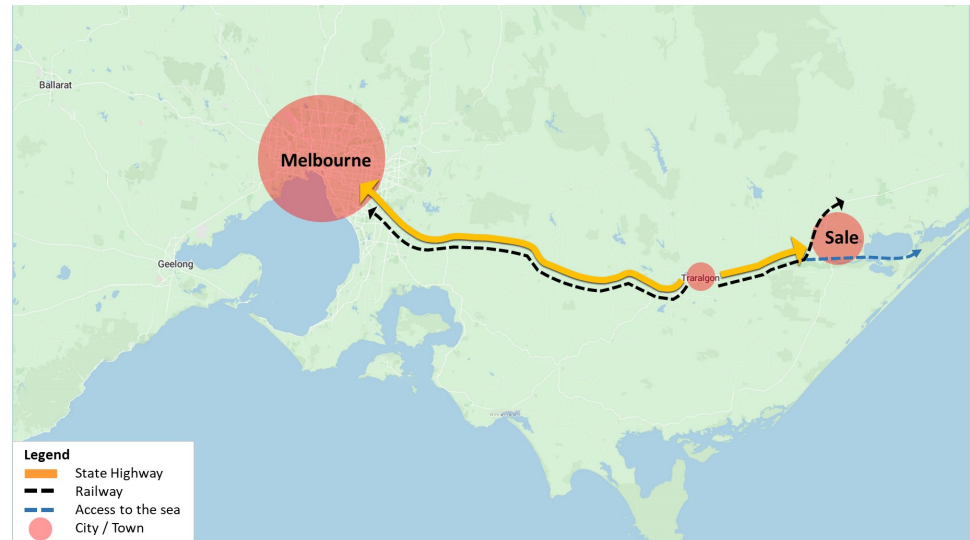 Ballarat
Melbourne
Sale
Geelong
Traralgon
Legend
State Highway
Railway
Access to the sea
City / Town